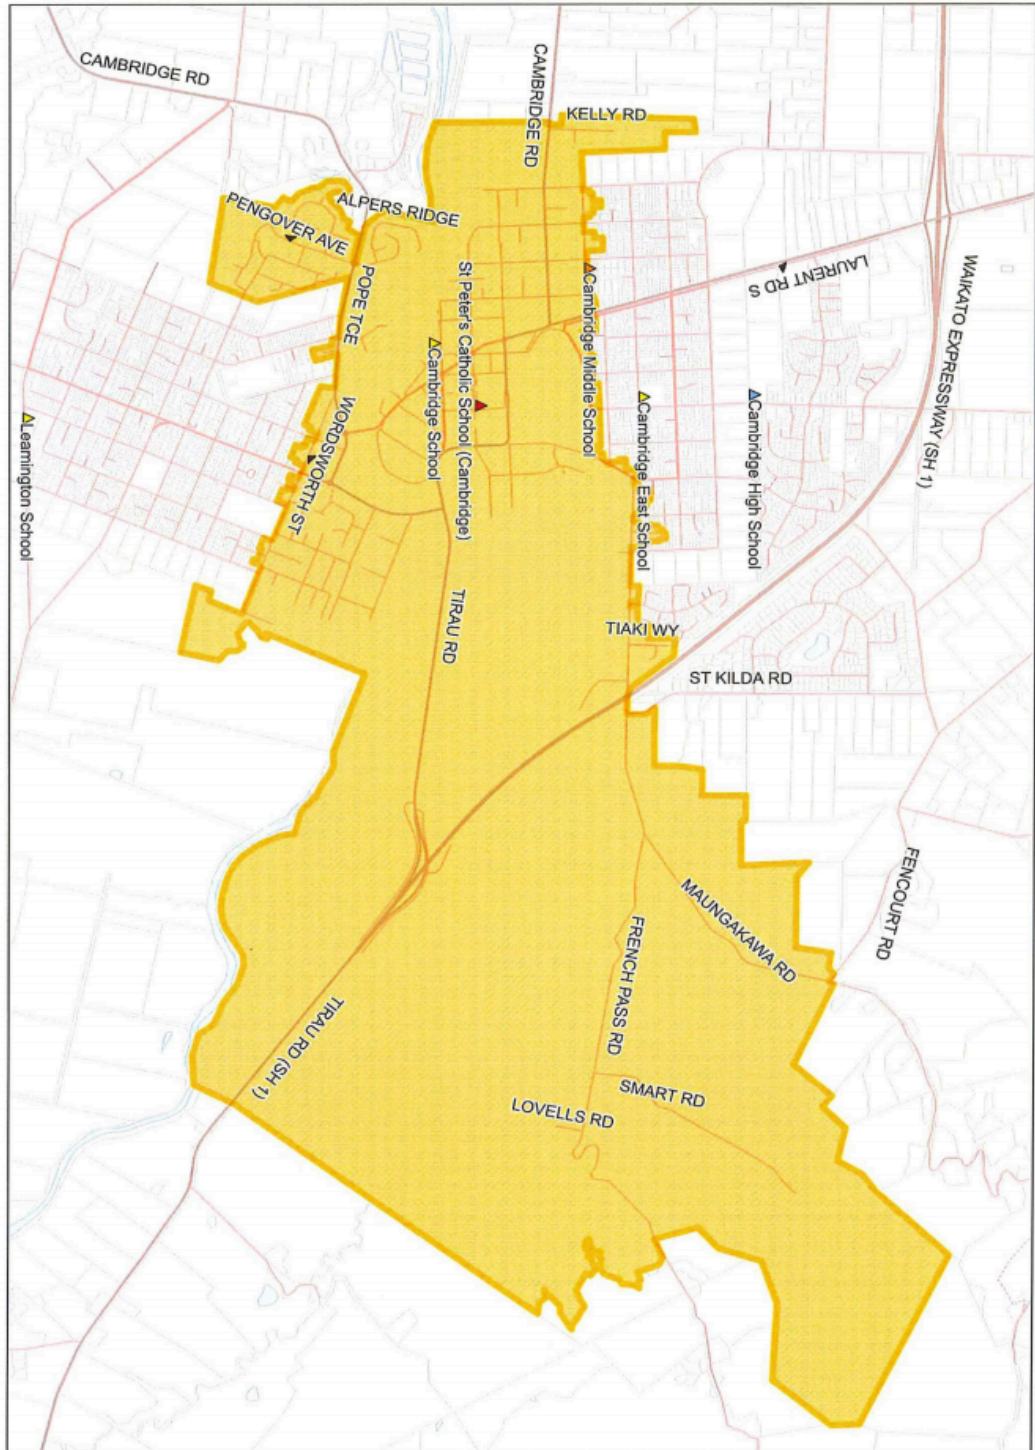 CAMBRIDGE RD
CAMBRIDGE RD
KELLY RD
PENGOVER AVE
ALPERS RIDGE
LAURENT RD S
WAIKATO EXPRESSWAY (SH 1)
POPE TCE
St Peter's Catholic School (Cambridge)
Cambridge School
Cambridge Middle School
Cambridge East School
Cambridge High School
Leamington School
WORDSWORTH ST
TIRAU RD
TIAKI WY
ST KILDA RD
FENCOURT RD
MAUNGAKAWA RD
FRENCH PASS RD
TIRAU RD (SH 1)
SMART RD
LOVELLS RD